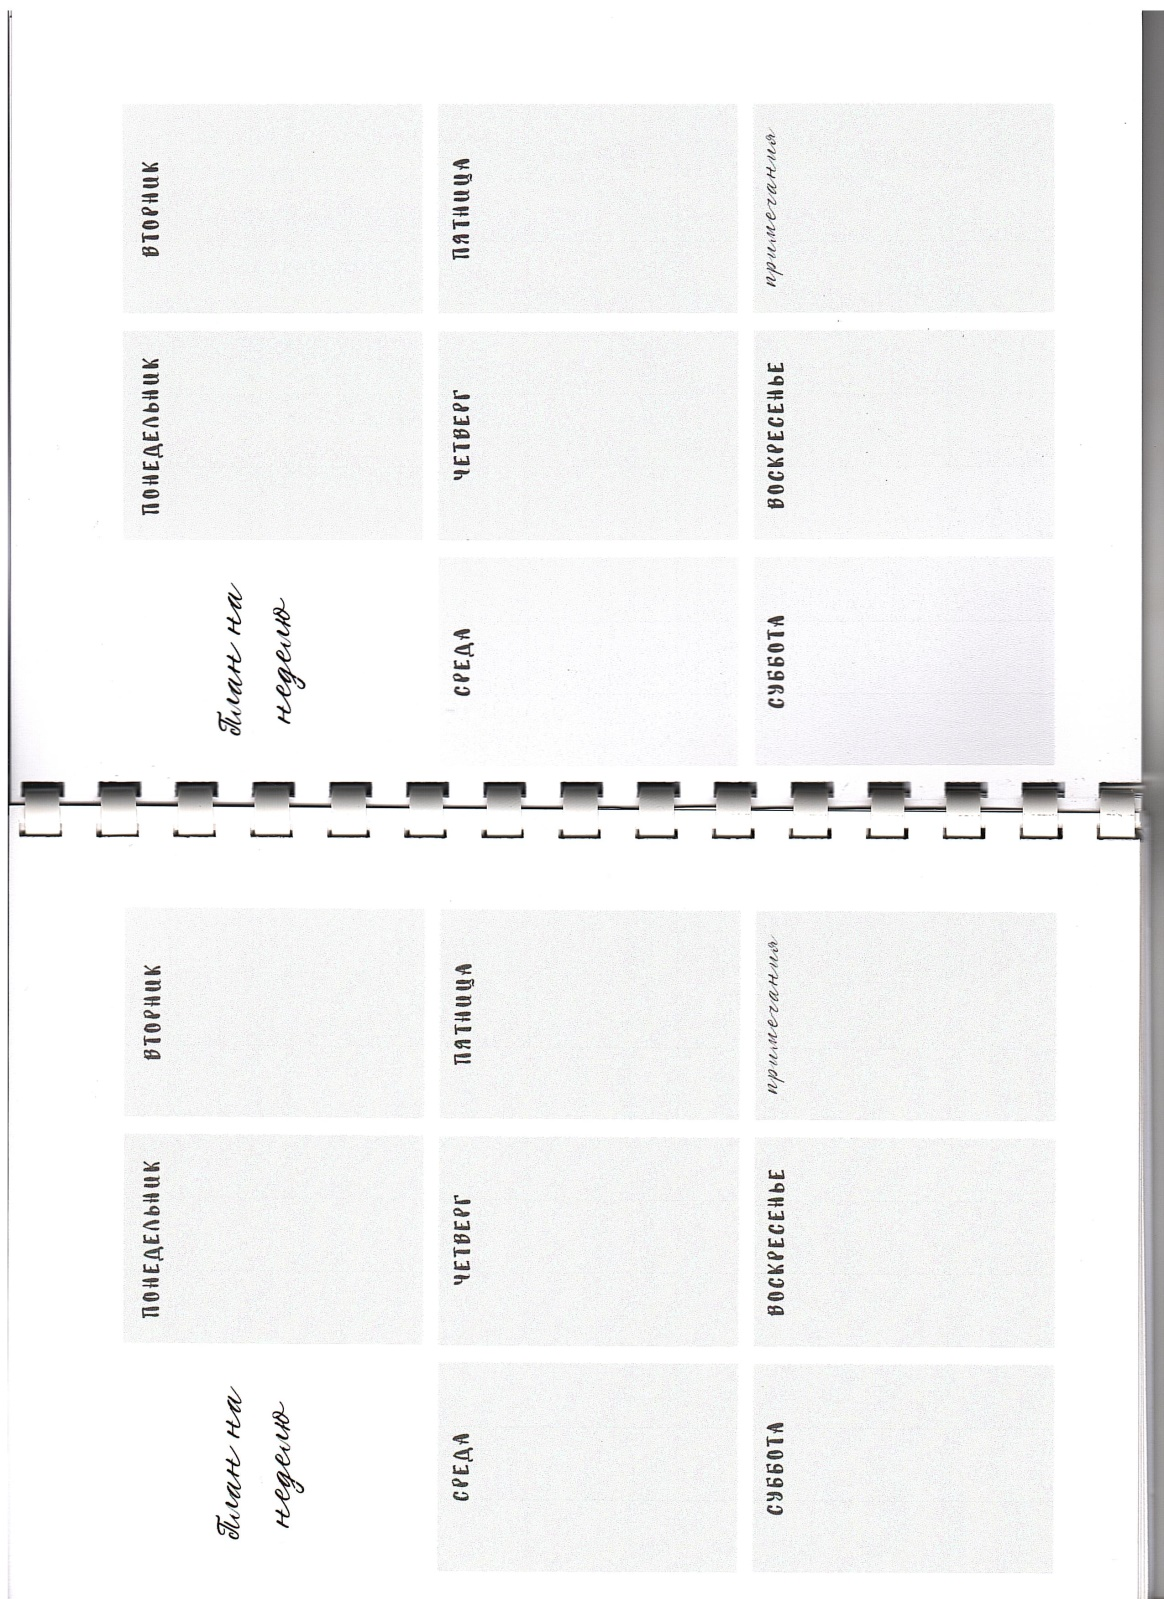 План на
неделю
ПОНЕДЕЛЬНИК
ВТОРНИК
СРЕДА
ЧЕТВЕРГ
ПЯТНИЦА
СУББОТА
ВОСКРЕСЕНЬЕ
примечания
План на
неделю
ПОНЕДЕЛЬНИК
ВТОРНИК
СРЕДА
ЧЕТВЕРГ
ПЯТНИЦА
СУББОТА
ВОСКРЕСЕНЬЕ
примечания